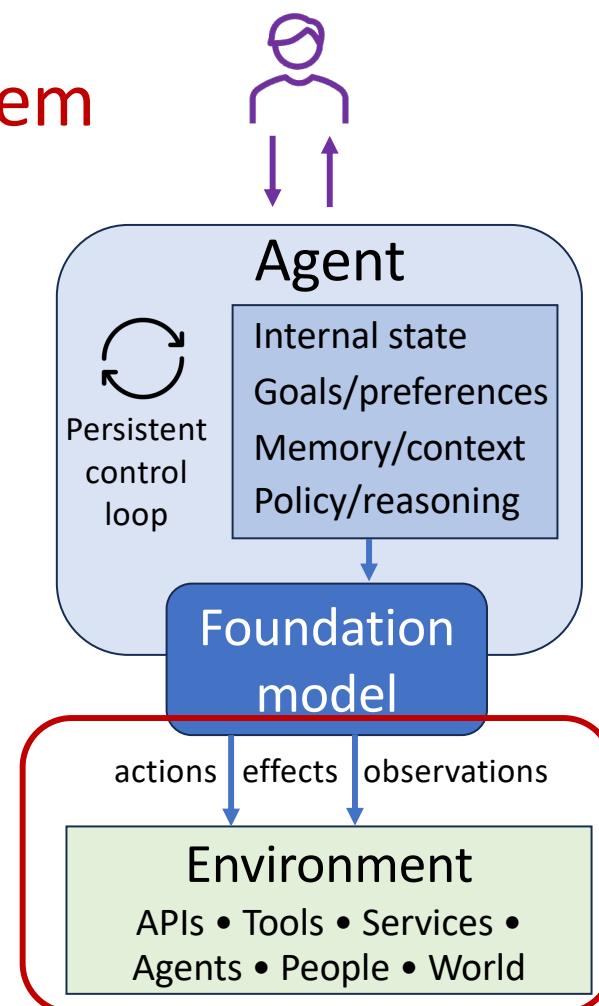 em
Agent
Internal state
Goals/preferences
Memory/context
Policy/reasoning
Persistent
control
loop
Foundation
model
actions effects observations
Environment
APIs • Tools • Services •
Agents • People • World